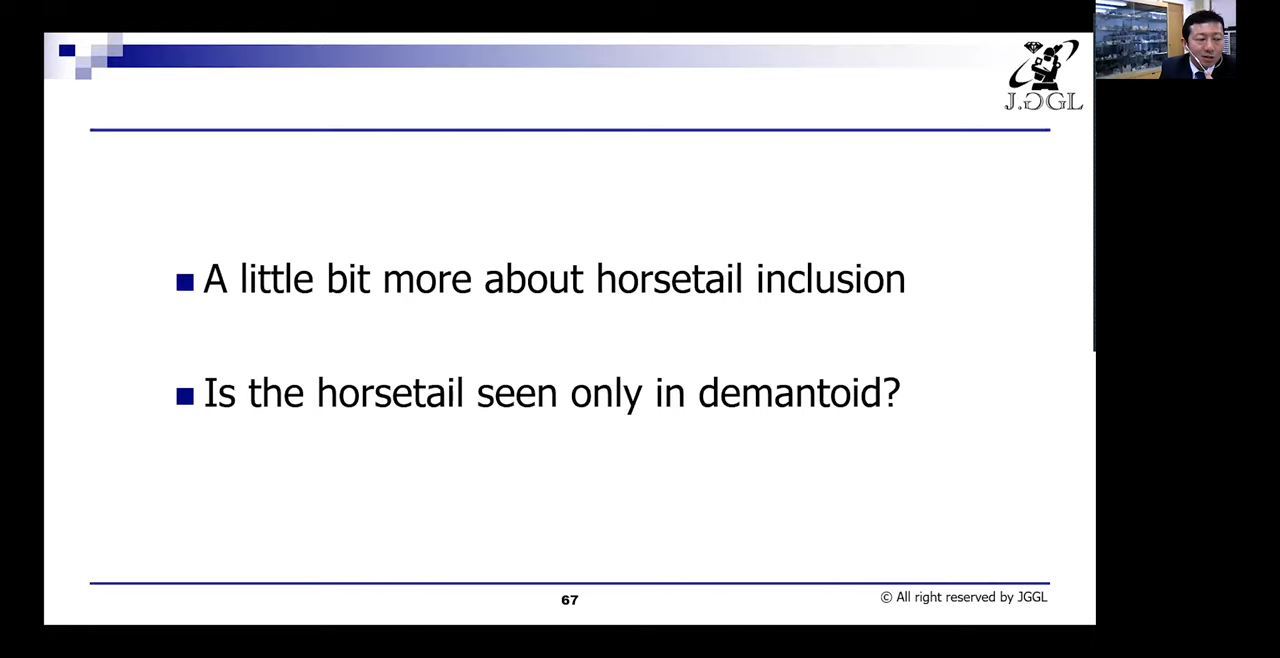 J.GGL
A little bit more about horsetail inclusion
Is the horsetail seen only in demantoid?
67
© All right reserved by JGGL